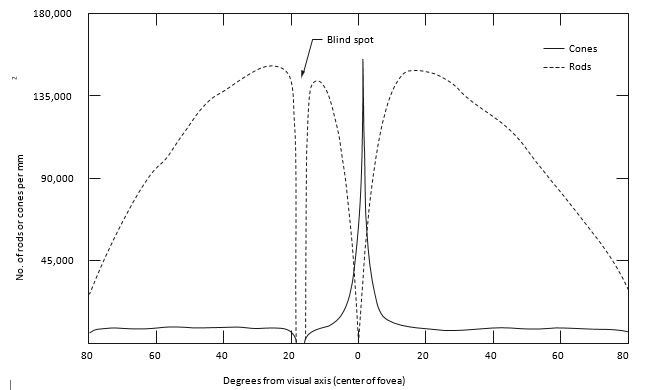 180,000
Blind spot
Cones
Rods
2
135,000
90,000
45,000
No. of rods or cones per mm
80 60 40 20 0 20 40 60 80
Degrees from visual axis (center of fovea)